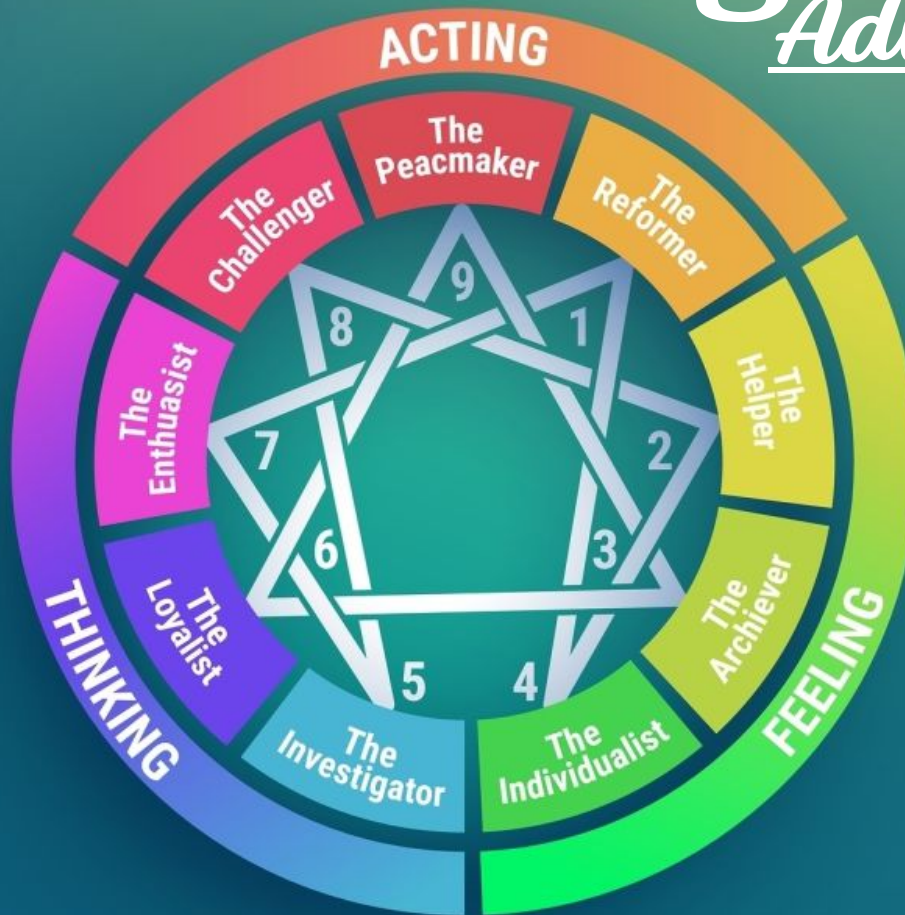 ACTING
The
Peacmaker
The
Reformer
The
Helper
The
Archiever
The
Individualist
The
Investigator
The
Loyalist
The
Enthuasist
The
Challenger
FEELING
THINKING
9
1
2
3
4
5
6
7
8